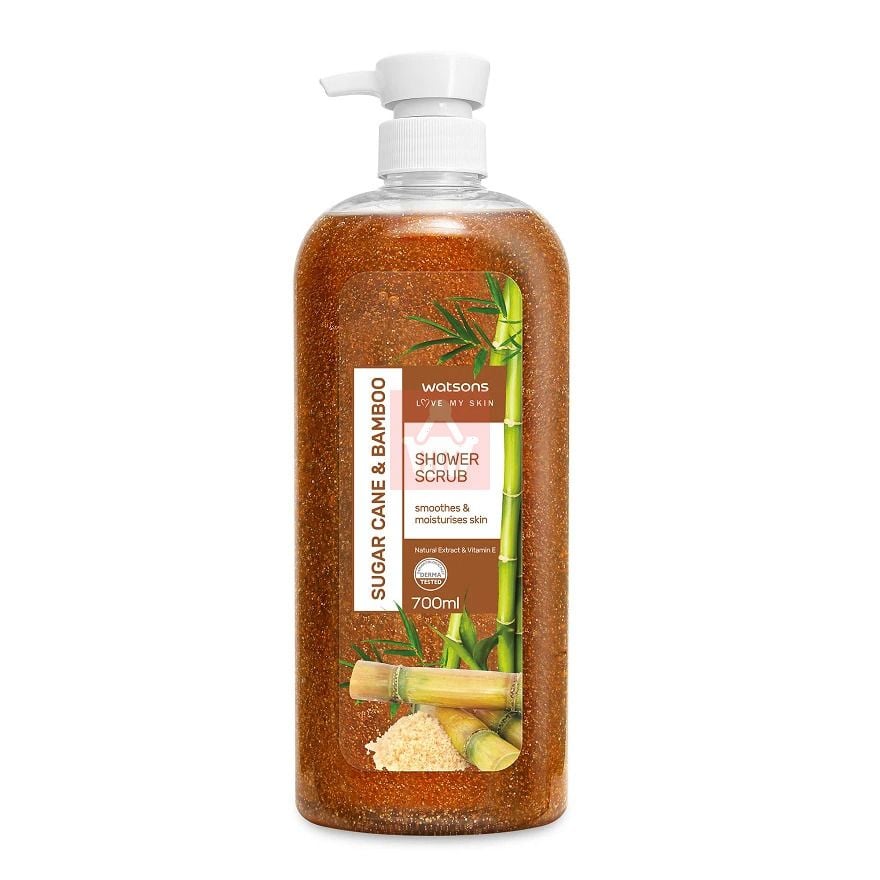 SUGAR CANE & BAMBOO
watsons
LOVE MY SKIN
SHOWER
SCRUB
smoothes &
moisturises skin
Natural Extract & Vitamin E
DERMA
TESTED
700ml